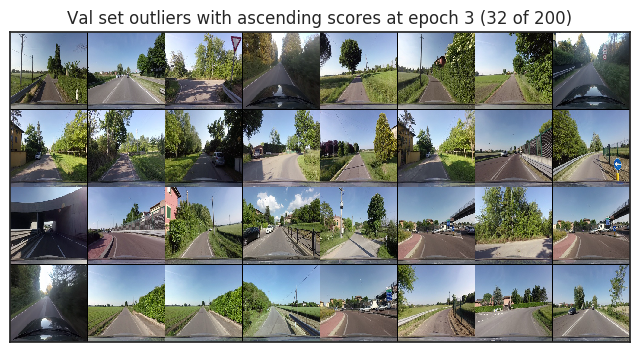 Val set outliers with ascending scores at epoch 3 (32 of 200)